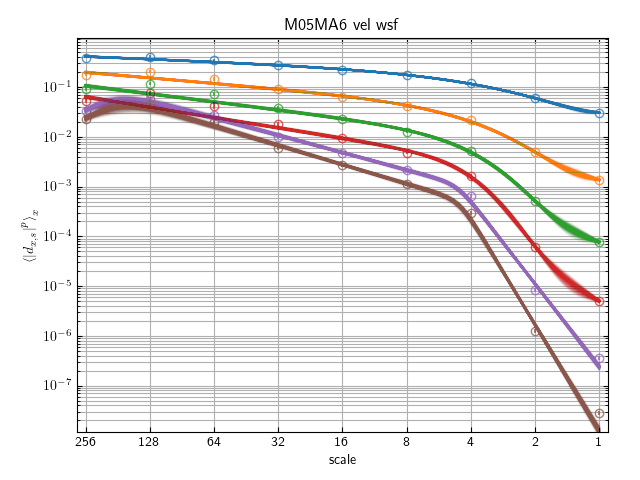 M05MA6 vel wsf
⟨|d_{x,s}|^p⟩_x
10^{-1}
10^{-2}
10^{-3}
10^{-4}
10^{-5}
10^{-6}
10^{-7}
256 128 64 32 16 8 4 2 1
scale